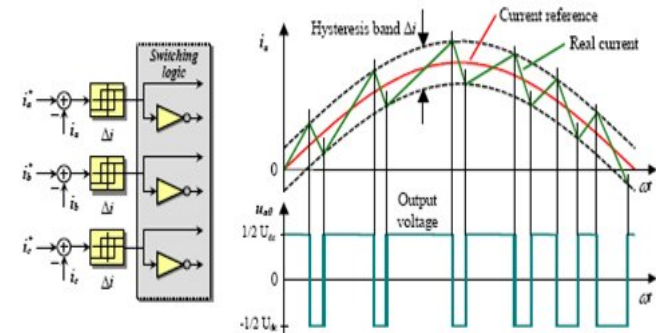 Switching
logic
i*a
ia
Δi
i*b
ib
Δi
i*c
ic
Δi
ia
Hysteresis band Δi
Current reference
Real current
0
ωt
ua0
Output
voltage
1/2 Udc
0
ωt
-1/2 Udc